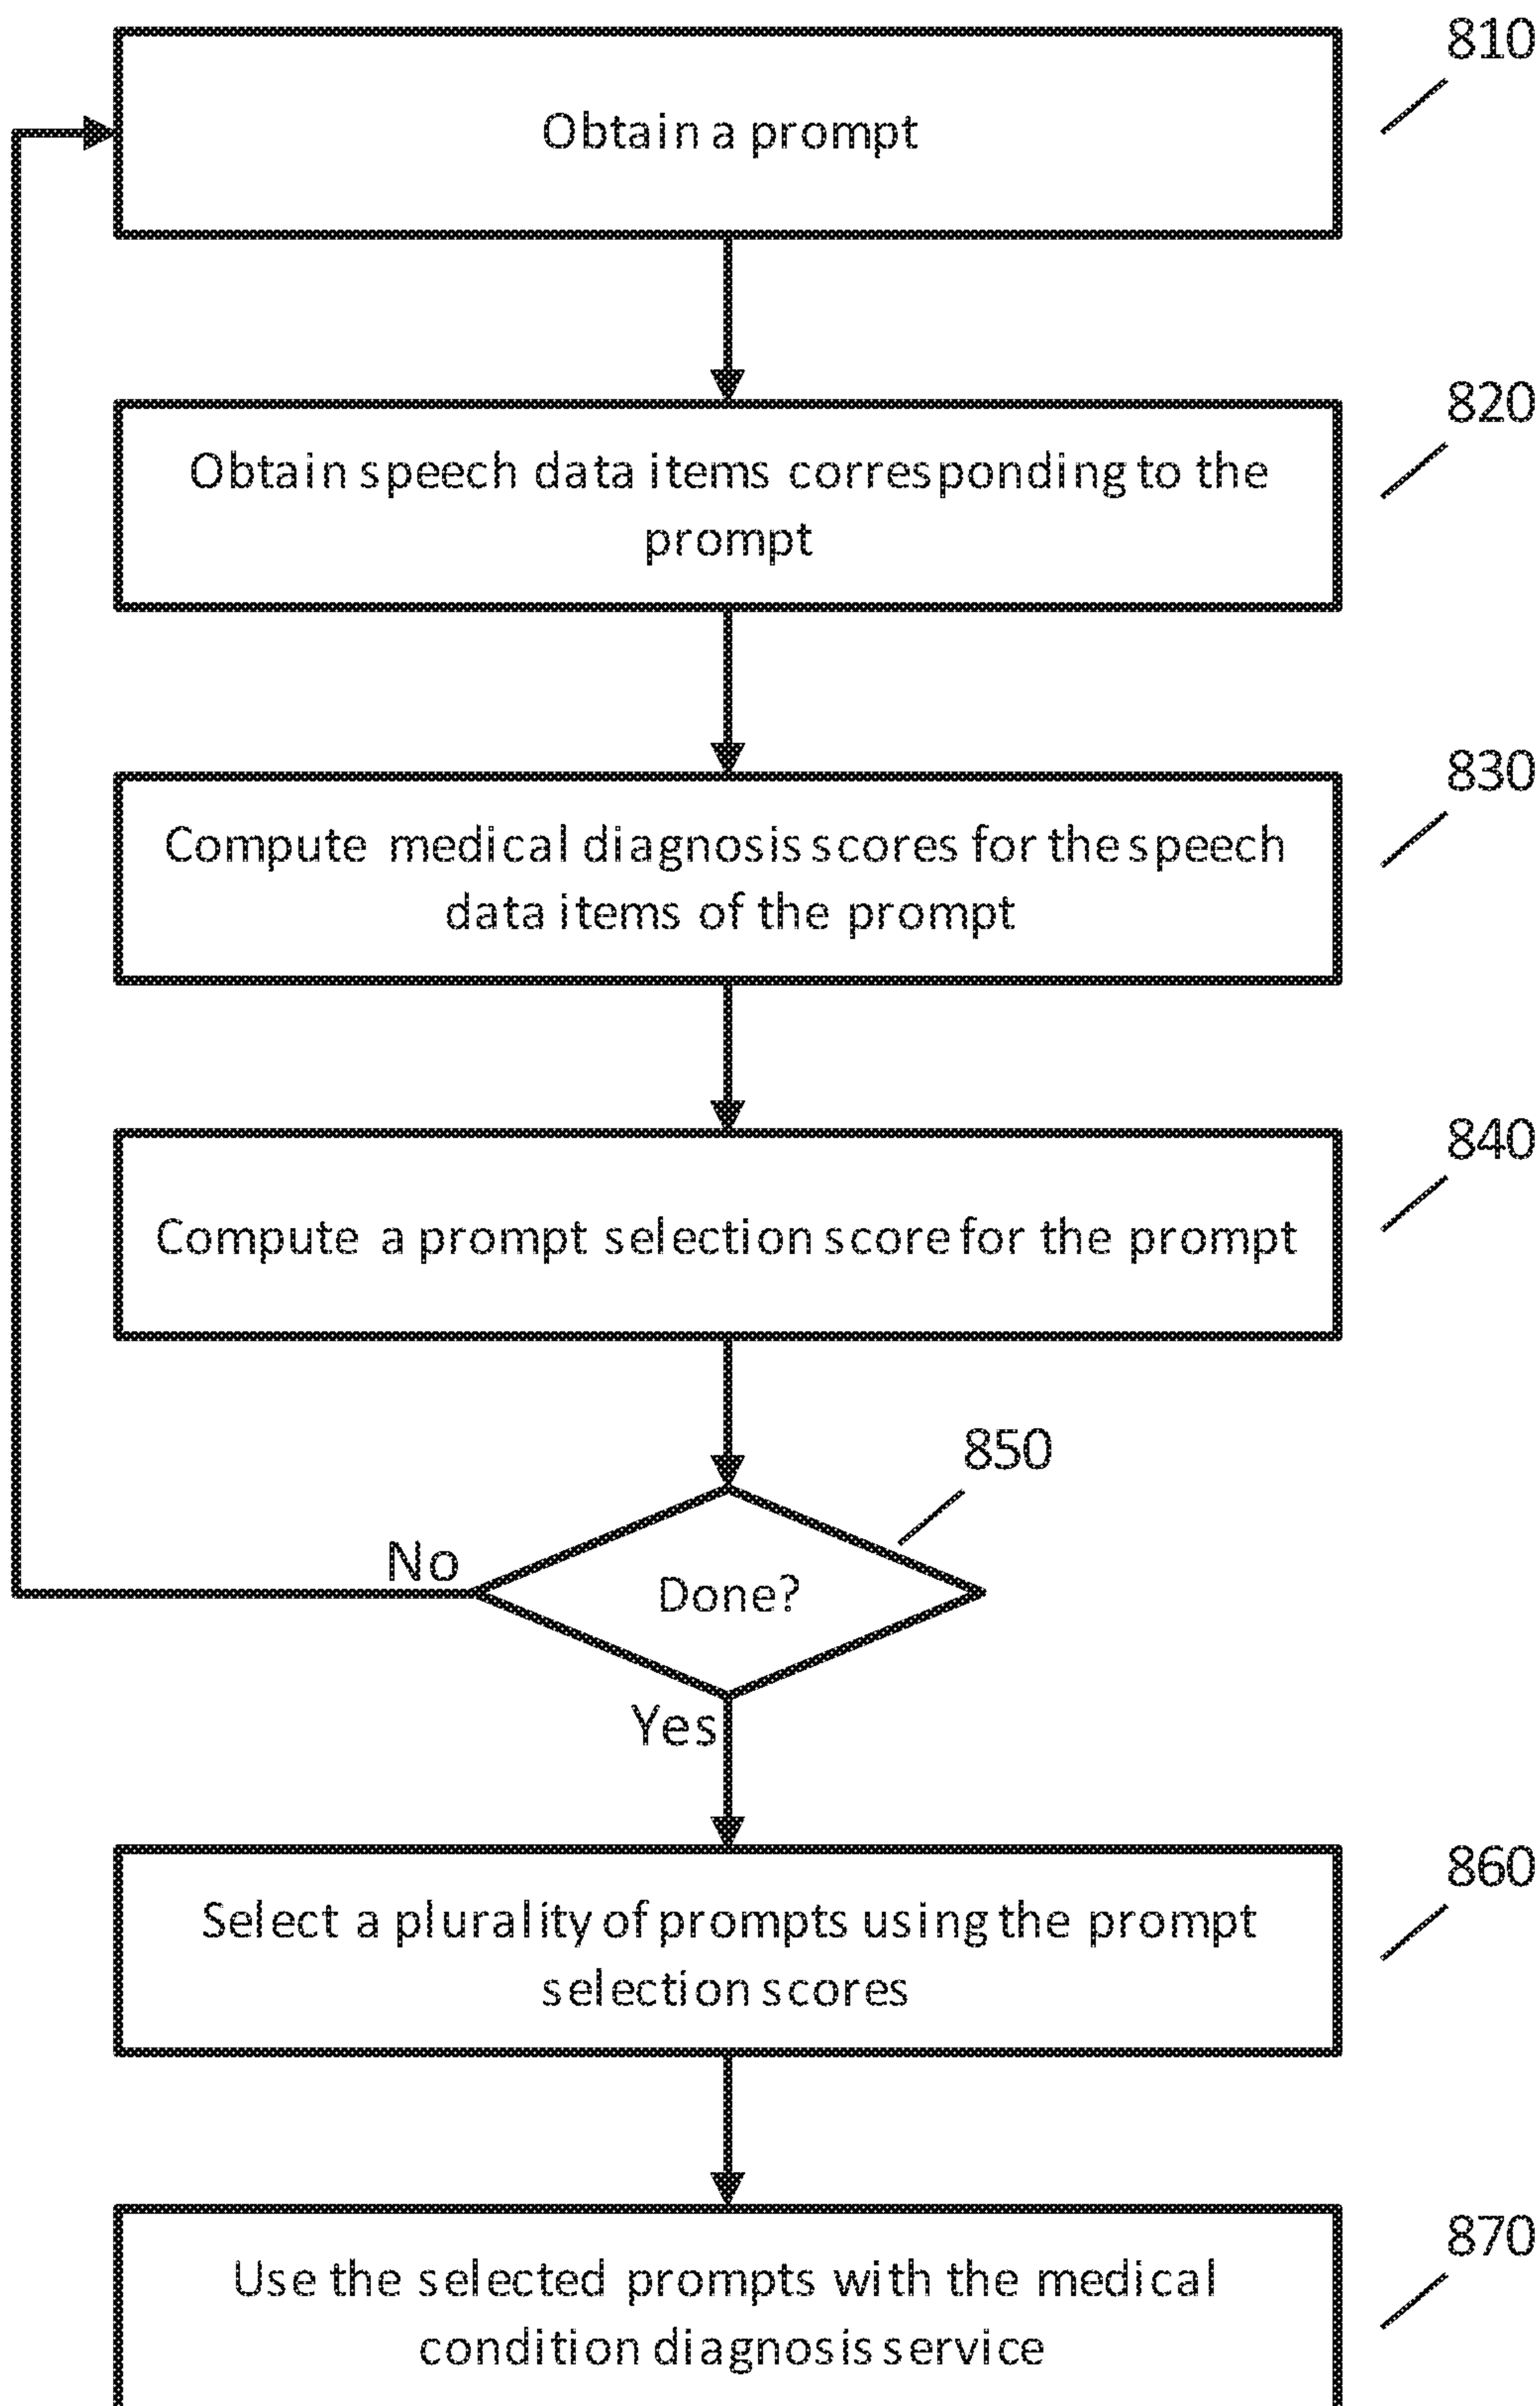 810
Obtain a prompt
820
Obtain speech data items corresponding to the
prompt
830
Compute medical diagnosis scores for the speech
data items of the prompt
840
Compute a prompt selection score for the prompt
850
No
Done?
Yes
860
Select a plurality of prompts using the prompt
selection scores
870
Use the selected prompts with the medical
condition diagnosis service